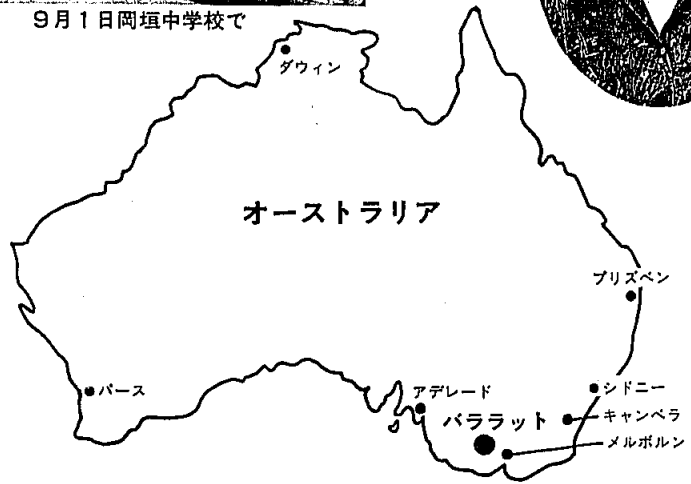 9月1日岡垣中学校で
ダウィン
オーストラリア
ブリズベン
パース
アデレード
シドニー
バララット
キャンベラ
メルボルン